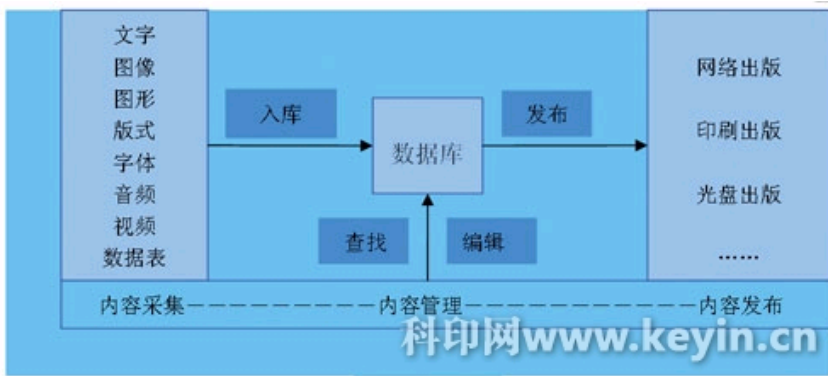 文字
图像
图形
版式
字体
音频
视频
数据表
入库
数据库
发布
查找
编辑
网络出版
印刷出版
光盘出版
……
内容采集—————————内容管理——————————内容发布
科印网www.keyin.cn